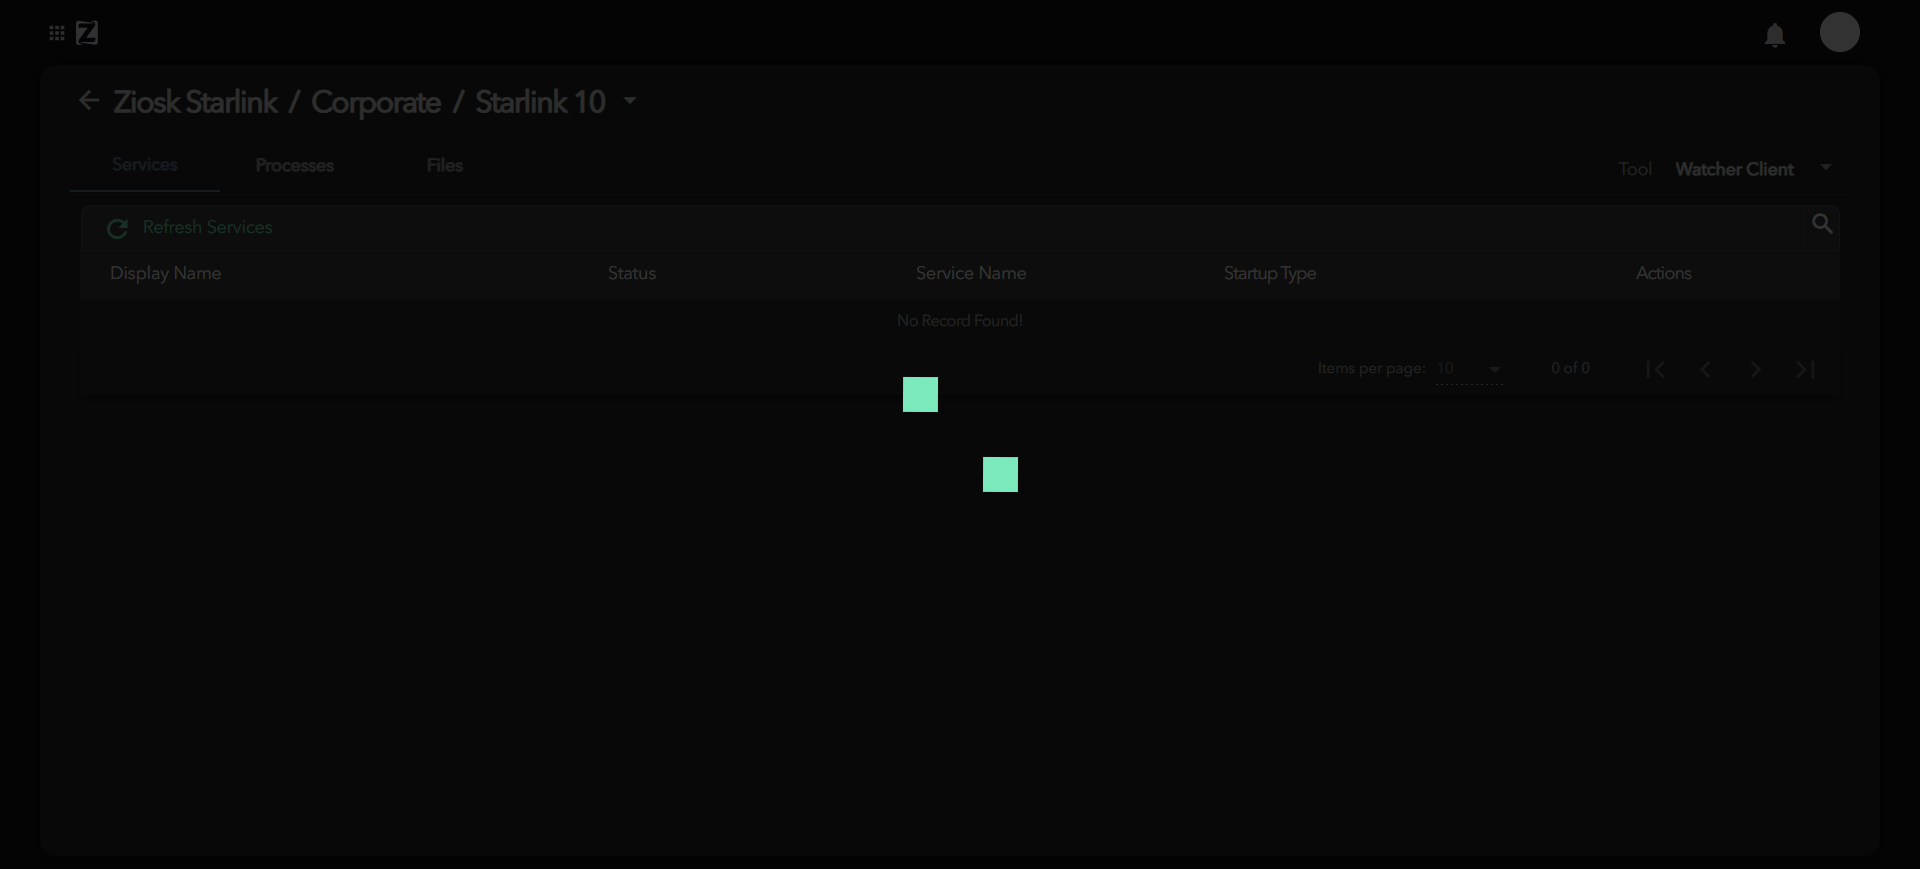 Z
Ziosk Starlink / Corporate / Starlink 10
Services Processes Files
Tool Watcher Client
Refresh Services
Display Name Status Service Name Startup Type Actions
No Record Found!
Items per page: 10 0 of 0